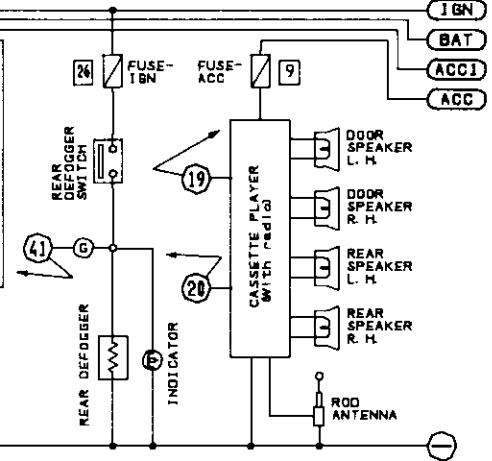 IGN
BAT
ACC1
ACC
26
FUSE-
IGN
FUSE-
ACC
9
REAR
DEFOGGER
SWITCH
19
20
CASSETTE PLAYER
(with radio)
DOOR
SPEAKER
L. H.
DOOR
SPEAKER
R. H.
REAR
SPEAKER
L. H.
REAR
SPEAKER
R. H.
41
G
REAR DEFOGGER
INDICATOR
ROD
ANTENNA